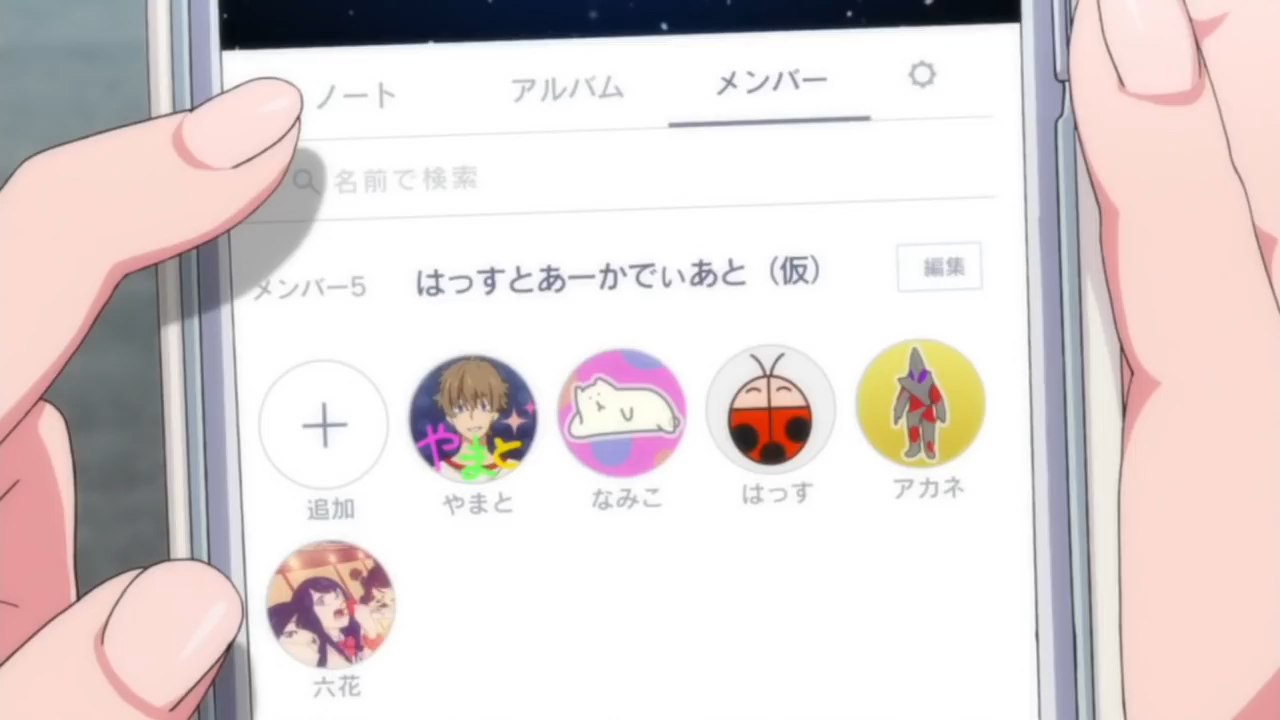 ノート アルバム メンバー
名前で検索
メンバー5 はっすとあーかでぃあと（仮） 編集
やまと
追加 やまと なみこ はっす アカネ
六花